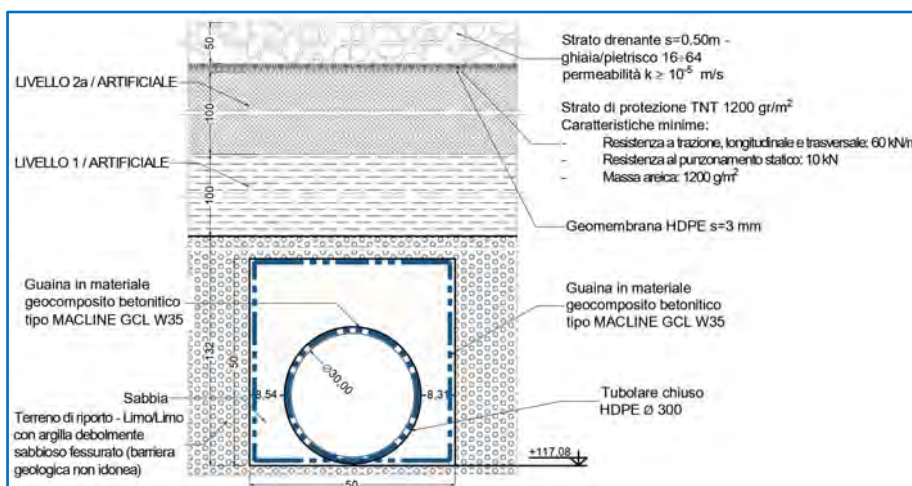 50
LIVELLO 2a / ARTIFICIALE
100
LIVELLO 1 / ARTIFICIALE
100
Strato drenante s=0,50m -
ghiaia/pietrisco 16÷64
permeabilità k ≥ 10⁻⁵ m/s
Strato di protezione TNT 1200 gr/m²
Caratteristiche minime:
- Resistenza a trazione, longitudinale e trasversale: 60 kN/m
- Resistenza al punzonamento statico: 10 kN
- Massa areica: 1200 g/m²
Geomembrana HDPE s=3 mm
Guaina in materiale
geocomposito betonitico
tipo MACLINE GCL W35
132
50
Sabbia
Terreno di riporto - Limo/Limo
con argilla debolmente
sabbioso fessurato (barriera
geologica non idonea)
8,54
Ø30,00
8,31
50
Guaina in materiale
geocomposito betonitico
tipo MACLINE GCL W35
Tubolare chiuso
HDPE Ø 300
+117,08